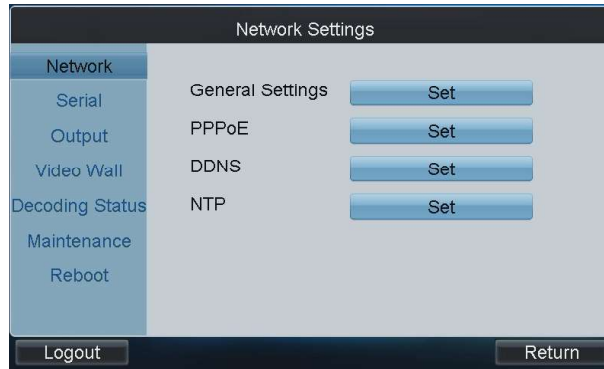 Network Settings
Network
Serial
Output
Video Wall
Decoding Status
Maintenance
Reboot
General Settings Set
PPPoE Set
DDNS Set
NTP Set
Logout Return